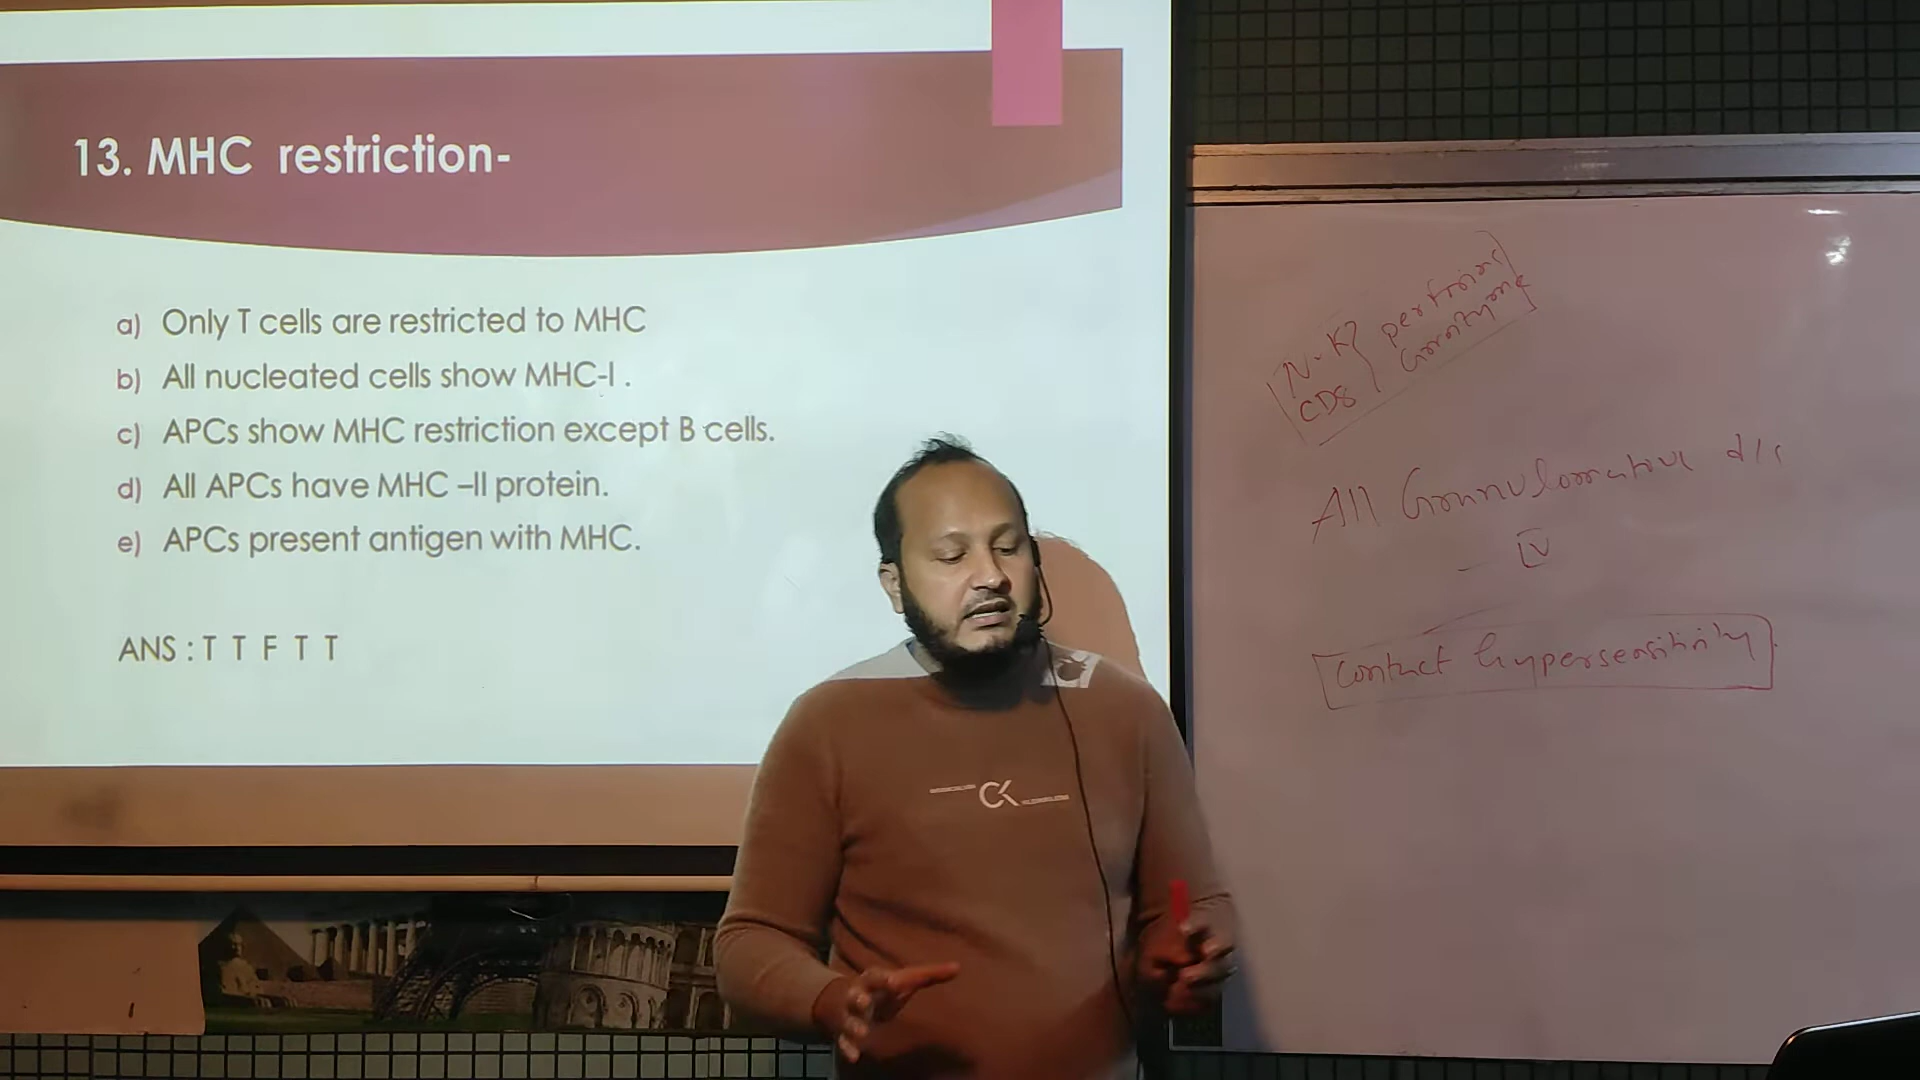 13. MHC restriction-
a) Only T cells are restricted to MHC
b) All nucleated cells show MHC-I .
c) APCs show MHC restriction except B cells.
d) All APCs have MHC –II protein.
e) APCs present antigen with MHC.
ANS : T T F T T
N-K
CD8
All
IV
Contact hypersensitivity
CK